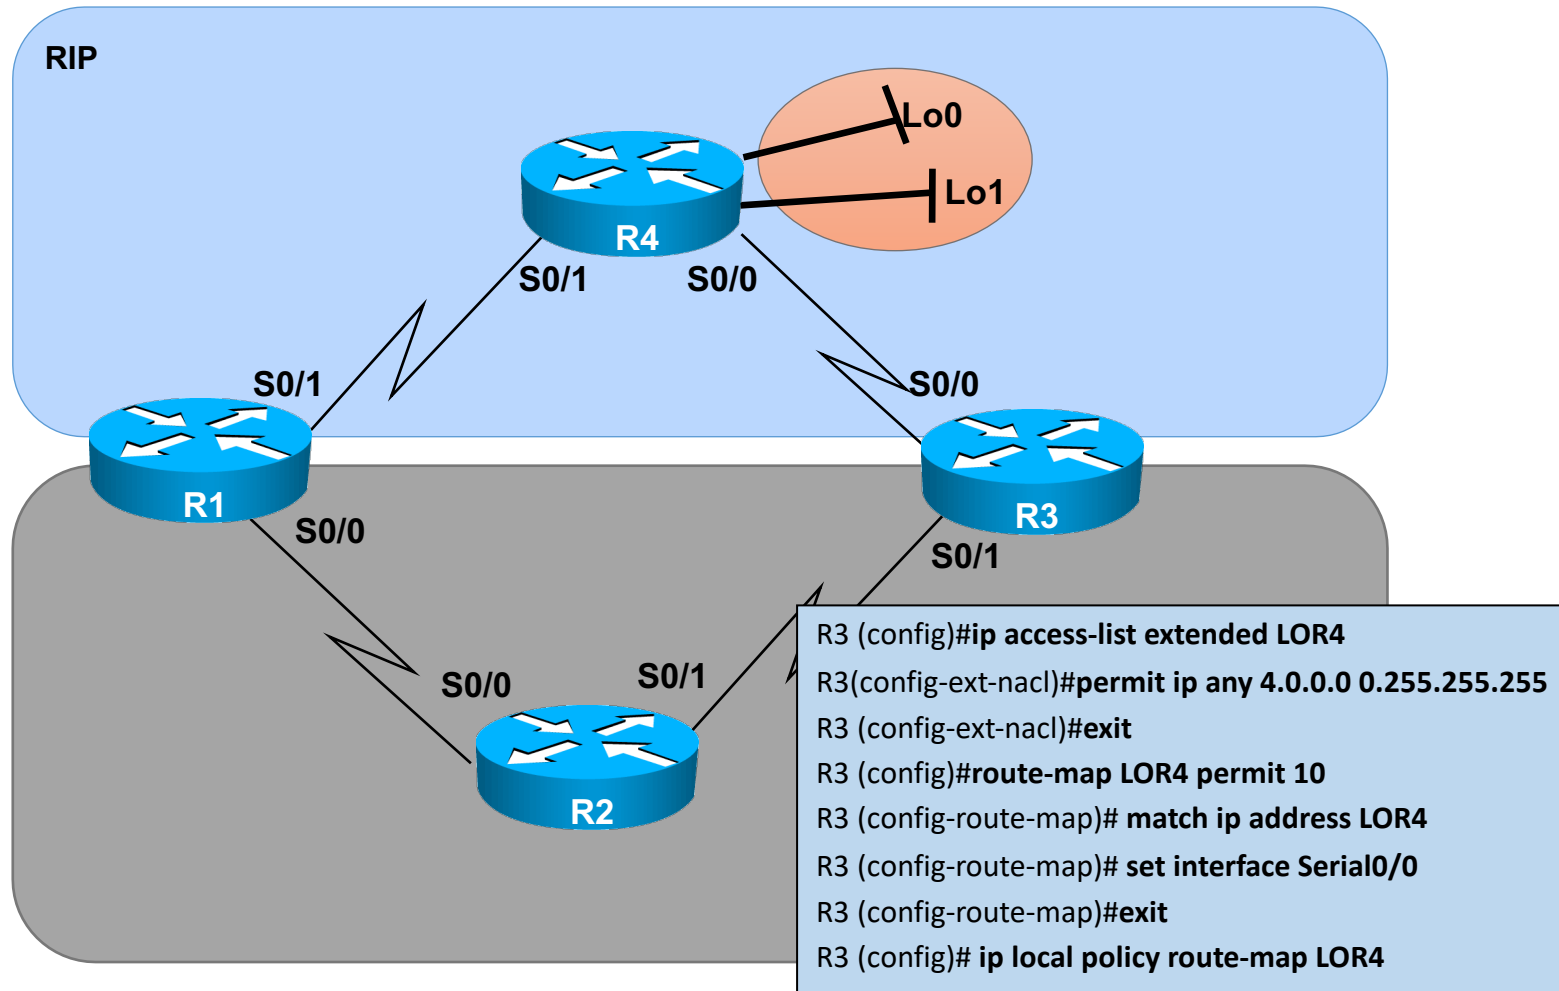 RIP
Lo0
Lo1
R4
S0/1
S0/0
S0/1
S0/0
R1
R3
S0/0
S0/1
S0/0
S0/1
R2
R3 (config)#ip access-list extended LOR4
R3(config-ext-nacl)#permit ip any 4.0.0.0 0.255.255.255
R3 (config-ext-nacl)#exit
R3 (config)#route-map LOR4 permit 10
R3 (config-route-map)# match ip address LOR4
R3 (config-route-map)# set interface Serial0/0
R3 (config-route-map)#exit
R3 (config)# ip local policy route-map LOR4